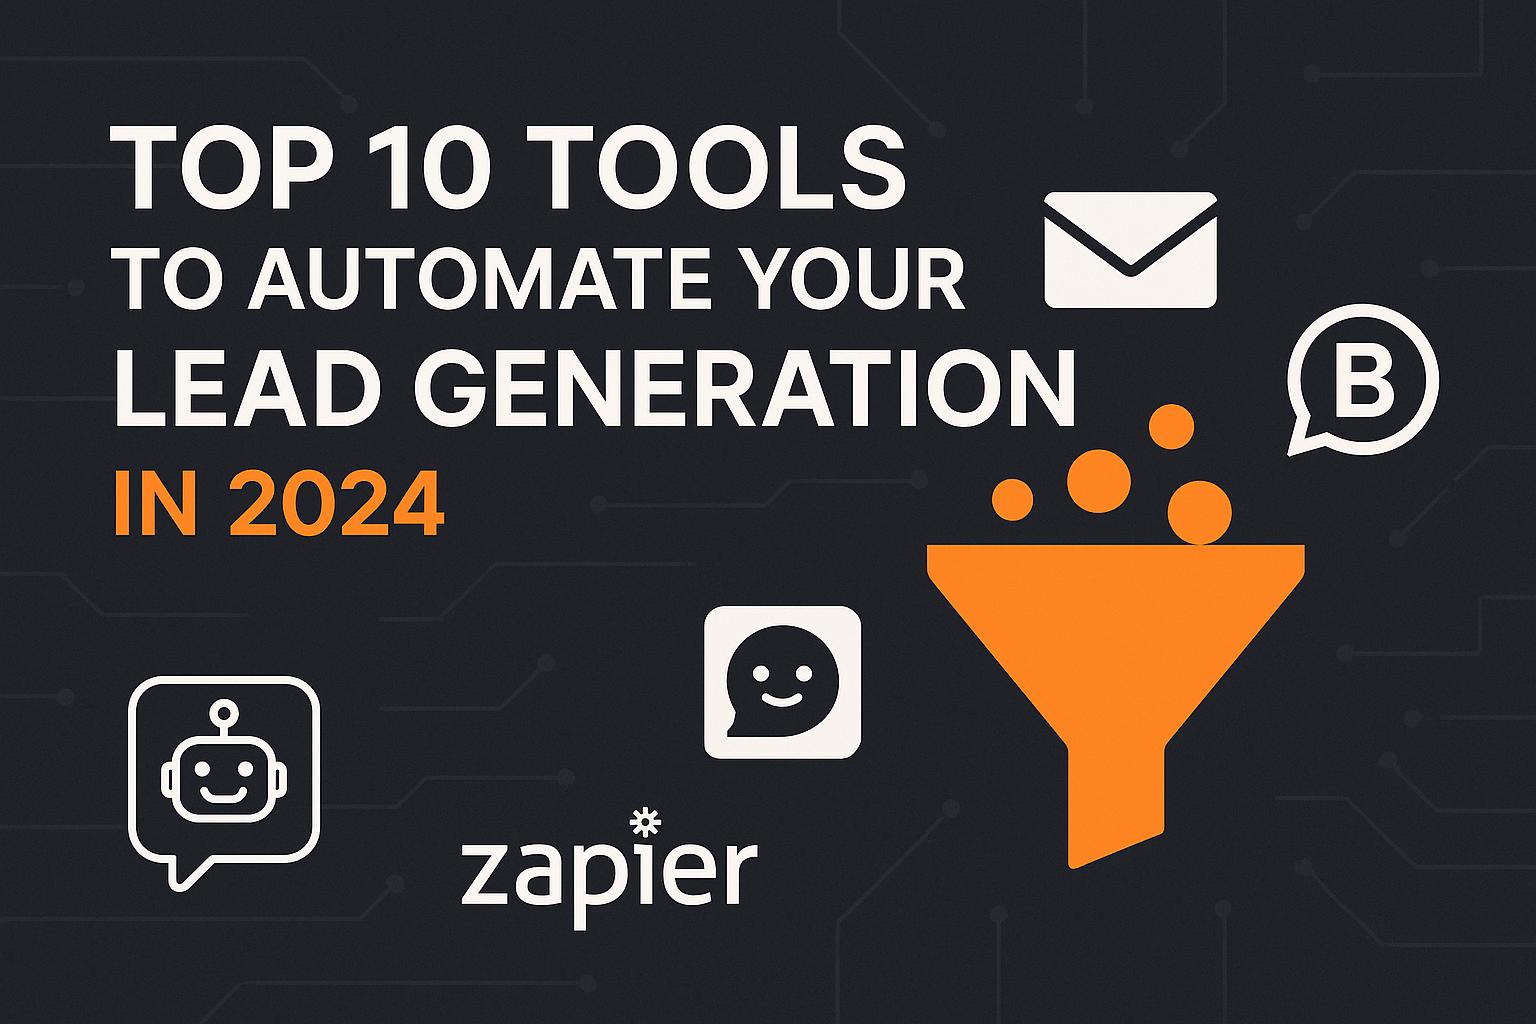 TOP 10 TOOLS
TO AUTOMATE YOUR
LEAD GENERATION
IN 2024
B
zapier